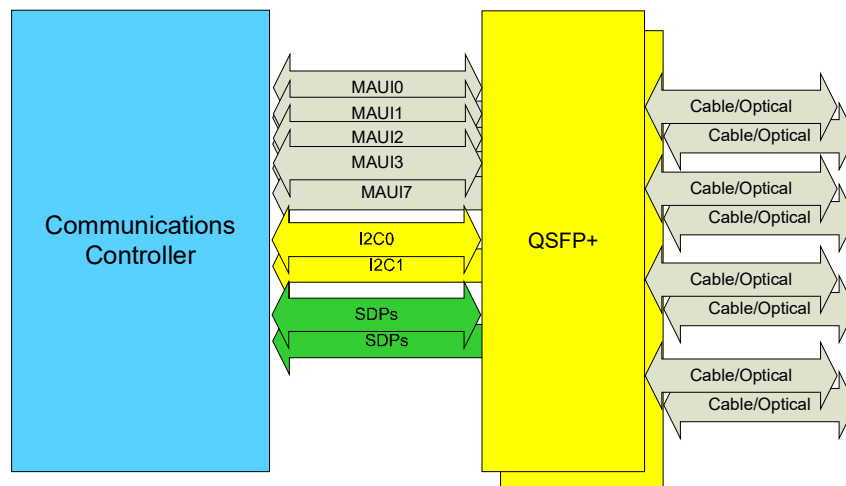 Communications
Controller
MAUI0
MAUI1
MAUI2
MAUI3
MAUI7
I2C0
I2C1
SDPs
SDPs
QSFP+
Cable/Optical
Cable/Optical
Cable/Optical
Cable/Optical
Cable/Optical
Cable/Optical
Cable/Optical
Cable/Optical